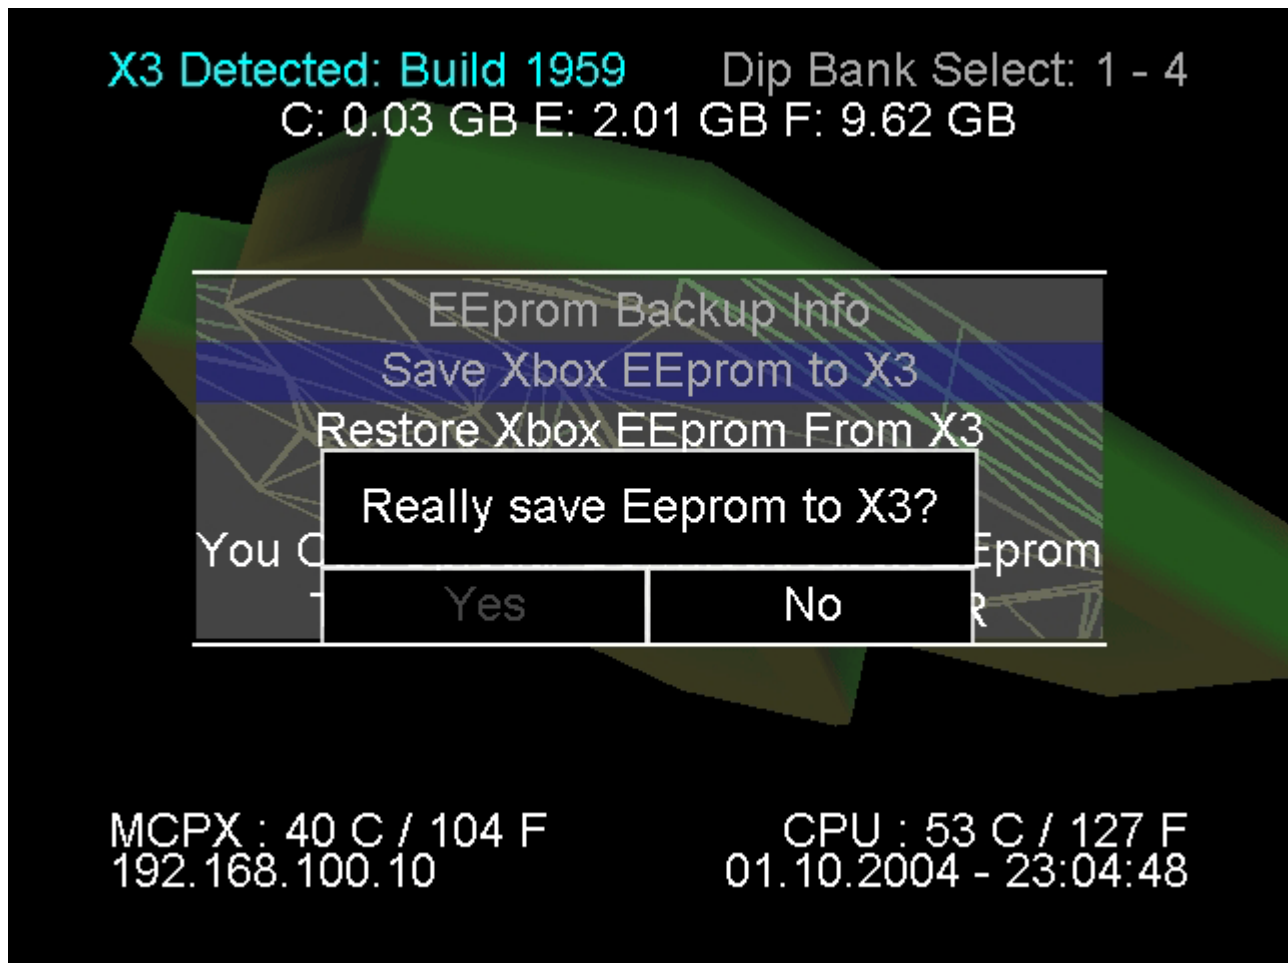 X3 Detected: Build 1959 Dip Bank Select: 1 - 4
C: 0.03 GB E: 2.01 GB F: 9.62 GB
EEprom Backup Info
Save Xbox EEprom to X3
Restore Xbox EEprom From X3
Really save Eeprom to X3?
You
Yes No
MCPX : 40 C / 104 F CPU : 53 C / 127 F
192.168.100.10 01.10.2004 - 23:04:48